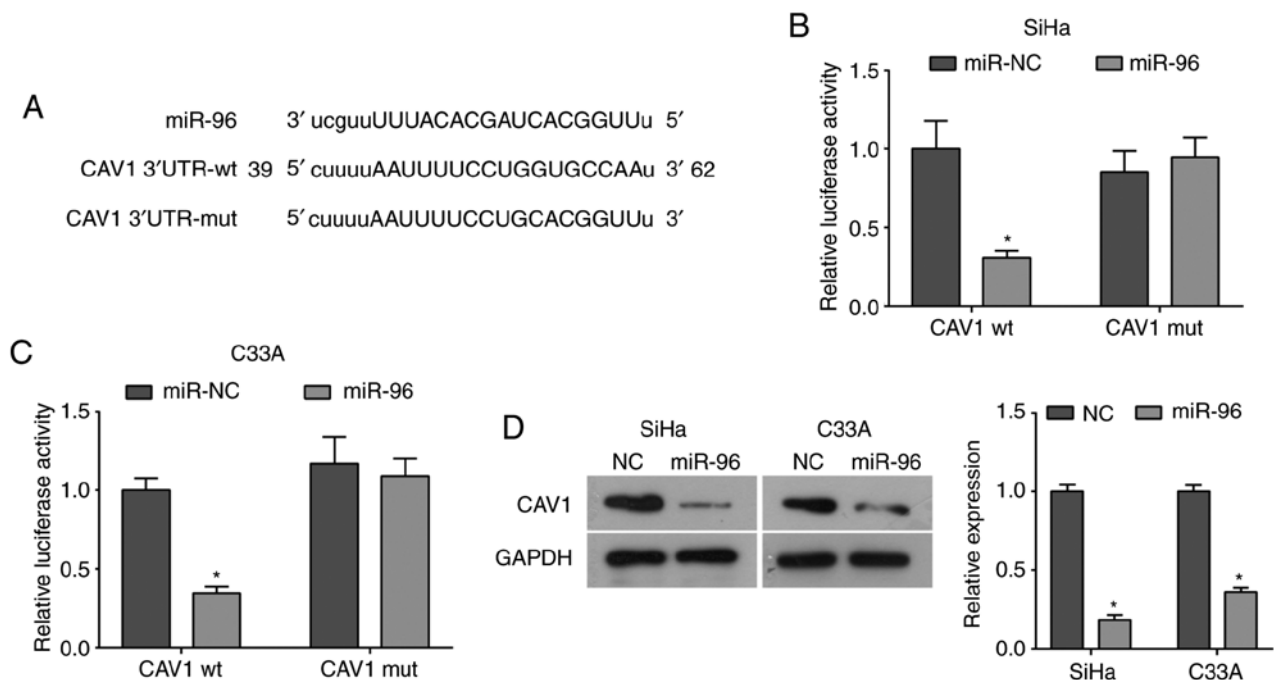 A
miR-96 3′ ucguuUUUACACGAUCACGGUUu 5′
CAV1 3′UTR-wt 39 5′ cuuuuAAUUUUCCUGGUGCCAAu 3′ 62
CAV1 3′UTR-mut 5′ cuuuuAAUUUUCCUGCACGGUUu 3′
B
SiHa
miR-NC miR-96
Relative luciferase activity
1.5
1.0
0.5
0.0
*
CAV1 wt CAV1 mut
C
C33A
miR-NC miR-96
Relative luciferase activity
1.5
1.0
0.5
0.0
*
CAV1 wt CAV1 mut
D
SiHa C33A
NC miR-96 NC miR-96
CAV1
GAPDH
NC miR-96
Relative expression
1.5
1.0
0.5
0.0
* *
SiHa C33A